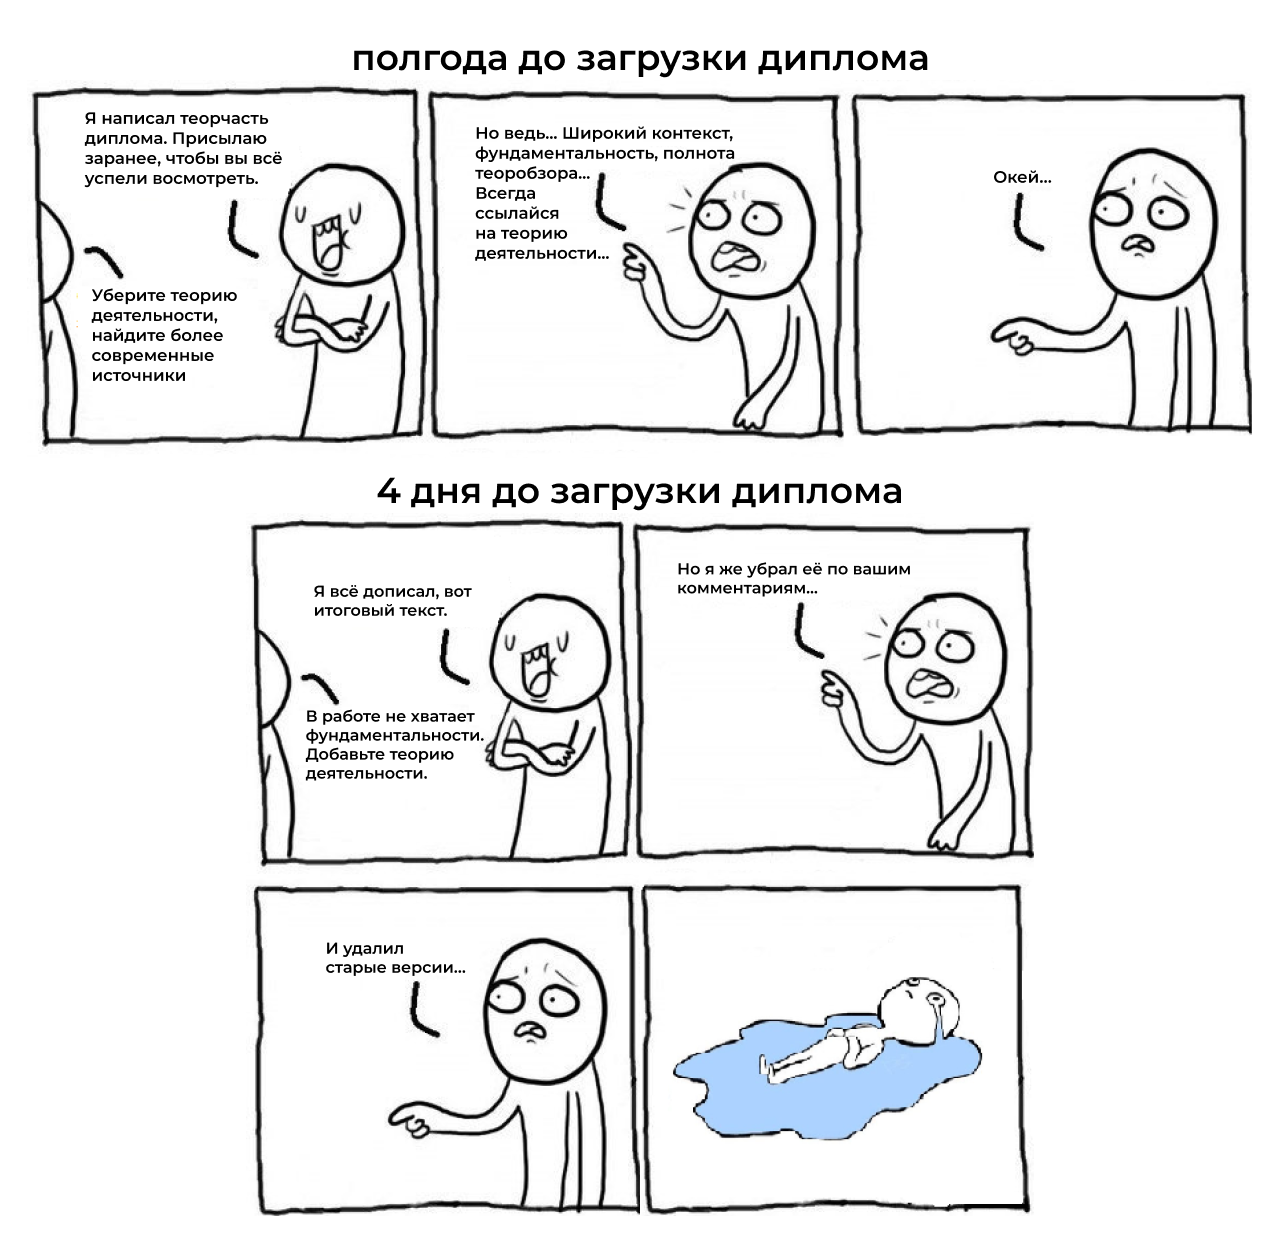 полгода до загрузки диплома
Я написал теорчасть
диплома. Присылаю
заранее, чтобы вы всё
успели восмотреть.
Уберите теорию
деятельности,
найдите более
современные
источники
Но ведь... Широкий контекст,
фундаментальность, полнота
теоробзора...
Всегда
ссылайся
на теорию
деятельности...
Окей...
4 дня до загрузки диплома
Я всё дописал, вот
итоговый текст.
В работе не хватает
фундаментальности.
Добавьте теорию
деятельности.
Но я же убрал её по вашим
комментариям...
И удалил
старые версии...